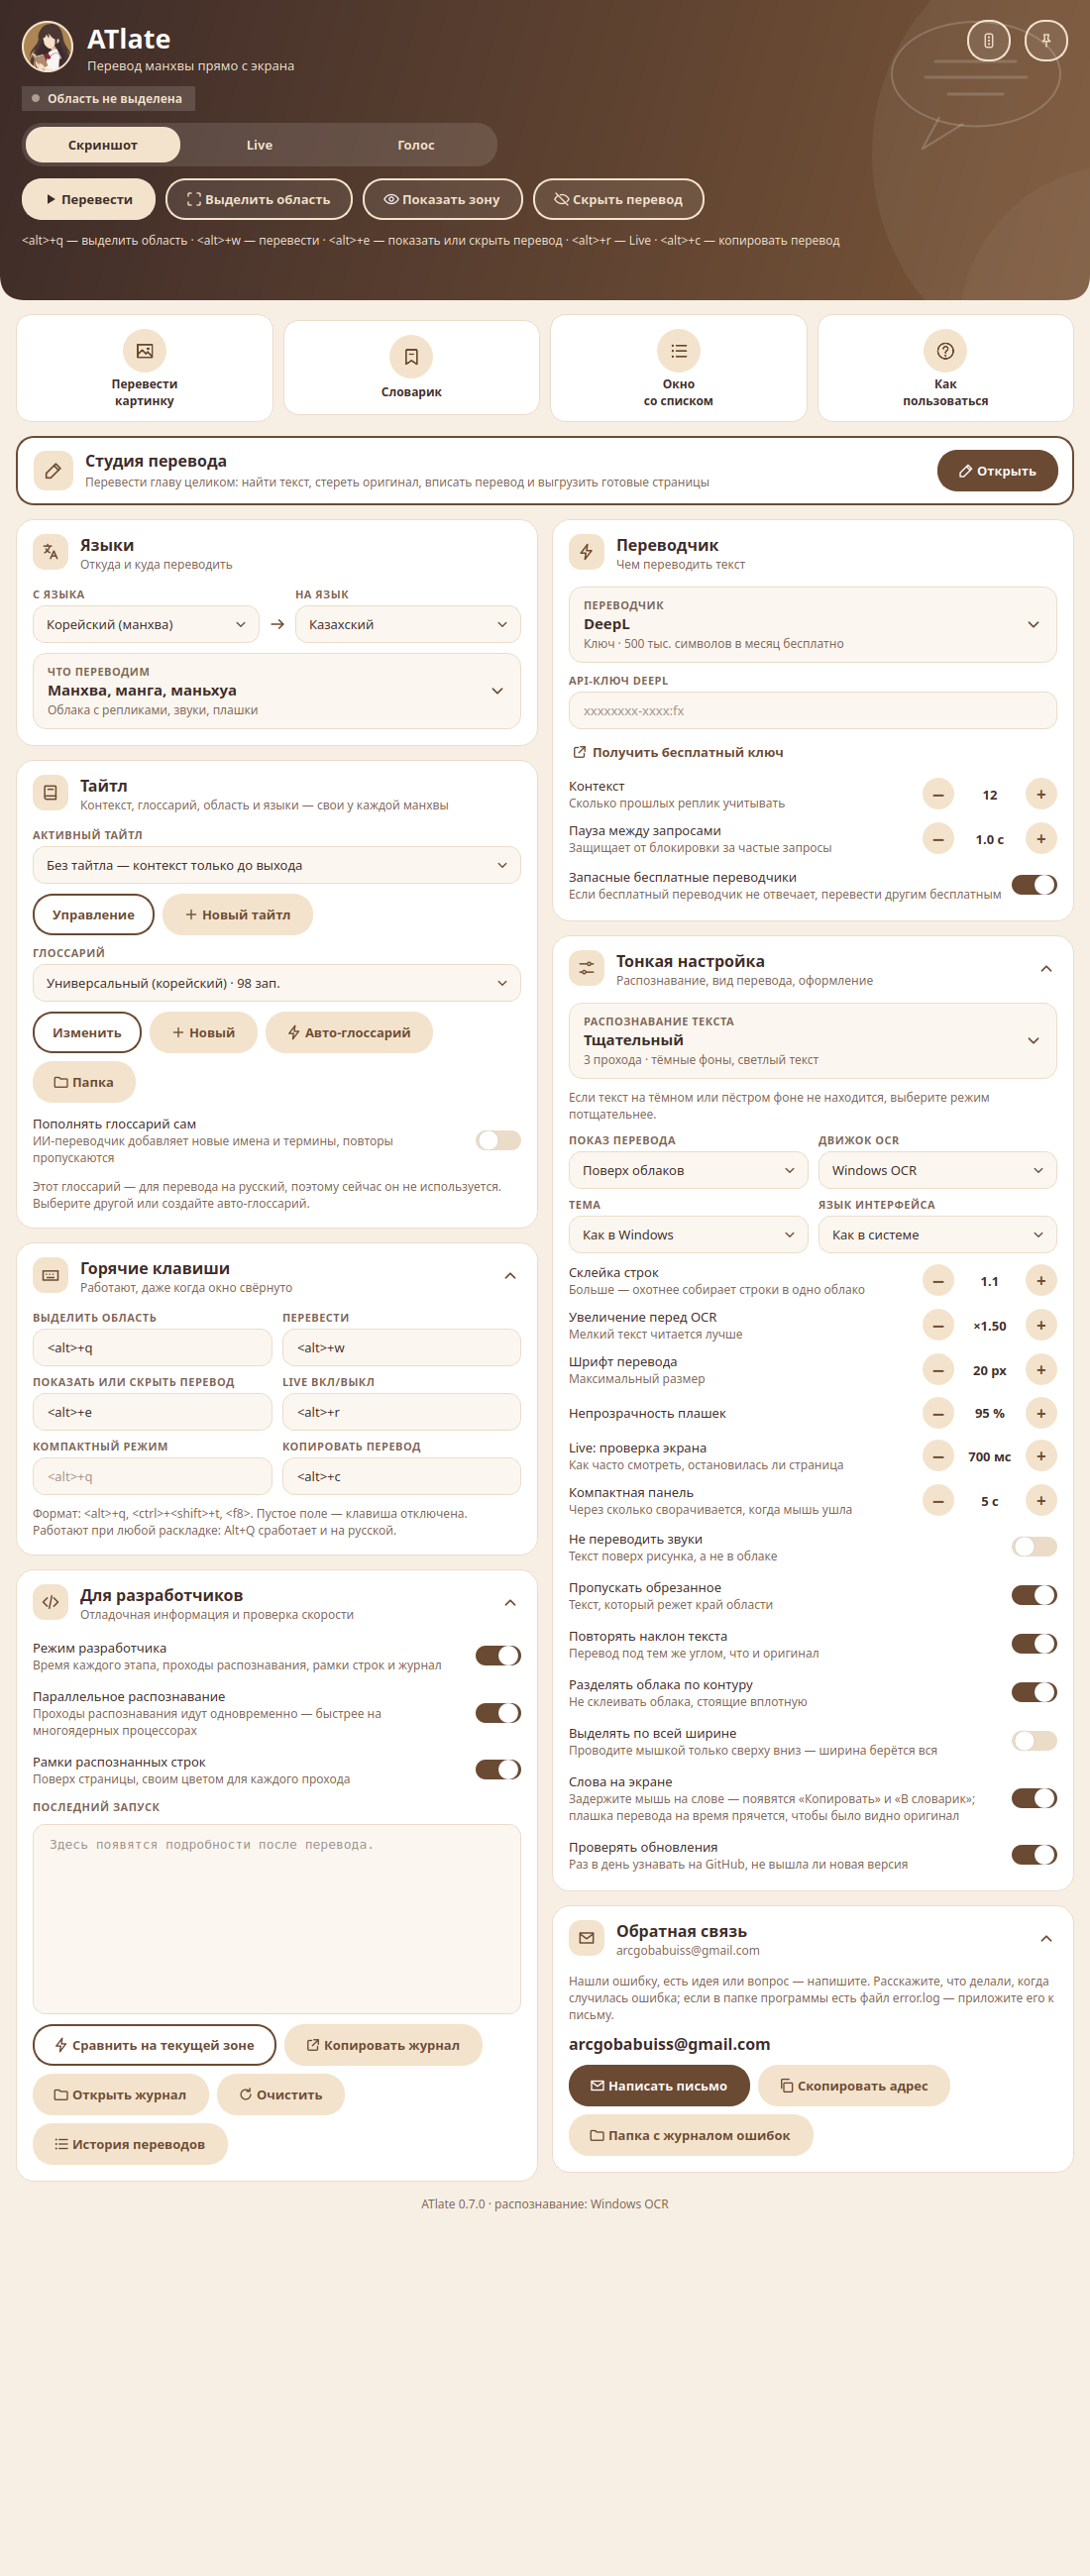 ATlate
Перевод манхвы прямо с экрана
Область не выделена
Скриншот
Live
Голос
Перевести
Выделить область
Показать зону
Скрыть перевод
<alt>+q — выделить область · <alt>+w — перевести · <alt>+e — показать или скрыть перевод · <alt>+r — Live · <alt>+c — копировать перевод
Перевести
картинку
Словарик
Окно
со списком
Как
пользоваться
Студия перевода
Перевести главу целиком: найти текст, стереть оригинал, вписать перевод и выгрузить готовые страницы
Открыть
Языки
Откуда и куда переводить
С ЯЗЫКА
НА ЯЗЫК
Корейский (манхва)
Казахский
ЧТО ПЕРЕВОДИМ
Манхва, манга, маньхуа
Облака с репликами, звуки, плашки
Тайтл
Контекст, глоссарий, область и языки — свои у каждой манхвы
АКТИВНЫЙ ТАЙТЛ
Без тайтла — контекст только до выхода
Управление
Новый тайтл
ГЛОССАРИЙ
Универсальный (корейский) · 98 зап.
Изменить
Новый
Авто-глоссарий
Папка
Пополнять глоссарий сам
ИИ-переводчик добавляет новые имена и термины, повторы
пропускаются
Этот глоссарий — для перевода на русский, поэтому сейчас он не используется.
Выберите другой или создайте авто-глоссарий.
Горячие клавиши
Работают, даже когда окно свёрнуто
ВЫДЕЛИТЬ ОБЛАСТЬ
ПЕРЕВЕСТИ
<alt>+q
<alt>+w
ПОКАЗАТЬ ИЛИ СКРЫТЬ ПЕРЕВОД
LIVE ВКЛ/ВЫКЛ
<alt>+e
<alt>+r
КОМПАКТНЫЙ РЕЖИМ
КОПИРОВАТЬ ПЕРЕВОД
<alt>+q
<alt>+c
Формат: <alt>+q, <ctrl>+<shift>+t, <f8>. Пустое поле — клавиша отключена.
Работают при любой раскладке: Alt+Q сработает и на русской.
Для разработчиков
Отладочная информация и проверка скорости
Режим разработчика
Время каждого этапа, проходы распознавания, рамки строк и журнал
Параллельное распознавание
Проходы распознавания идут одновременно — быстрее на
многоядерных процессорах
Рамки распознанных строк
Поверх страницы, своим цветом для каждого прохода
ПОСЛЕДНИЙ ЗАПУСК
Здесь появятся подробности после перевода.
Сравнить на текущей зоне
Копировать журнал
Открыть журнал
Очистить
История переводов
Переводчик
Чем переводить текст
ПЕРЕВОДЧИК
DeepL
Ключ · 500 тыс. символов в месяц бесплатно
API-КЛЮЧ DEEPL
xxxxxxxx-xxxx:fx
Получить бесплатный ключ
Контекст
Сколько прошлых реплик учитывать
– 12 +
Пауза между запросами
Защищает от блокировки за частые запросы
– 1.0 с +
Запасные бесплатные переводчики
Если бесплатный переводчик не отвечает, перевести другим бесплатным
Тонкая настройка
Распознавание, вид перевода, оформление
РАСПОЗНАВАНИЕ ТЕКСТА
Тщательный
3 прохода · тёмные фоны, светлый текст
Если текст на тёмном или пёстром фоне не находится, выберите режим
потщательнее.
ПОКАЗ ПЕРЕВОДА
ДВИЖОК OCR
Поверх облаков
Windows OCR
ТЕМА
ЯЗЫК ИНТЕРФЕЙСА
Как в Windows
Как в системе
Склейка строк
Больше — охотнее собирает строки в одно облако
– 1.1 +
Увеличение перед OCR
Мелкий текст читается лучше
– ×1.50 +
Шрифт перевода
Максимальный размер
– 20 px +
Непрозрачность плашек
– 95 % +
Live: проверка экрана
Как часто смотреть, остановилась ли страница
– 700 мс +
Компактная панель
Через сколько сворачивается, когда мышь ушла
– 5 с +
Не переводить звуки
Текст поверх рисунка, а не в облаке
Пропускать обрезанное
Текст, который режет край области
Повторять наклон текста
Перевод под тем же углом, что и оригинал
Разделять облака по контуру
Не склеивать облака, стоящие вплотную
Выделять по всей ширине
Проводите мышкой только сверху вниз — ширина берётся вся
Слова на экране
Задержите мышь на слове — появятся «Копировать» и «В словарик»;
плашка перевода на время прячется, чтобы было видно оригинал
Проверять обновления
Раз в день узнавать на GitHub, не вышла ли новая версия
Обратная связь
arcgobabuiss@gmail.com
Нашли ошибку, есть идея или вопрос — напишите. Расскажите, что делали, когда
случилась ошибка; если в папке программы есть файл error.log — приложите его к
письму.
arcgobabuiss@gmail.com
Написать письмо
Скопировать адрес
Папка с журналом ошибок
ATlate 0.7.0 · распознавание: Windows OCR